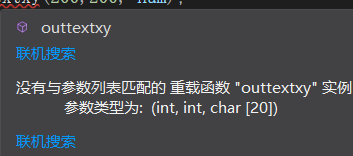 outtextxy
联机搜索
没有与参数列表匹配的 重载函数 "outtextxy" 实例
参数类型为: (int, int, char [20])
联机搜索